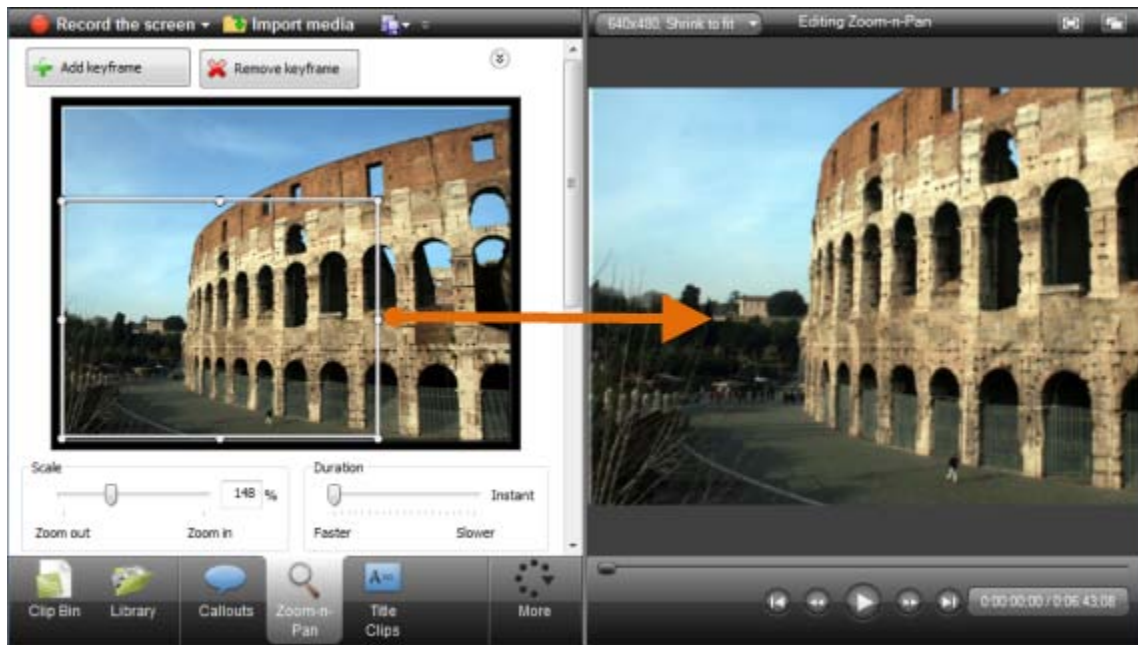 Record the screen
Import media
640x480, Shrink to fit
Editing Zoom-n-Pan
Add keyframe
Remove keyframe
Scale
148 %
Zoom out
Zoom in
Duration
Instant
Faster
Slower
Clip Bin
Library
Callouts
Zoom-n-
Pan
Title
Clips
More
0:00:00:00 / 0:06:43:08